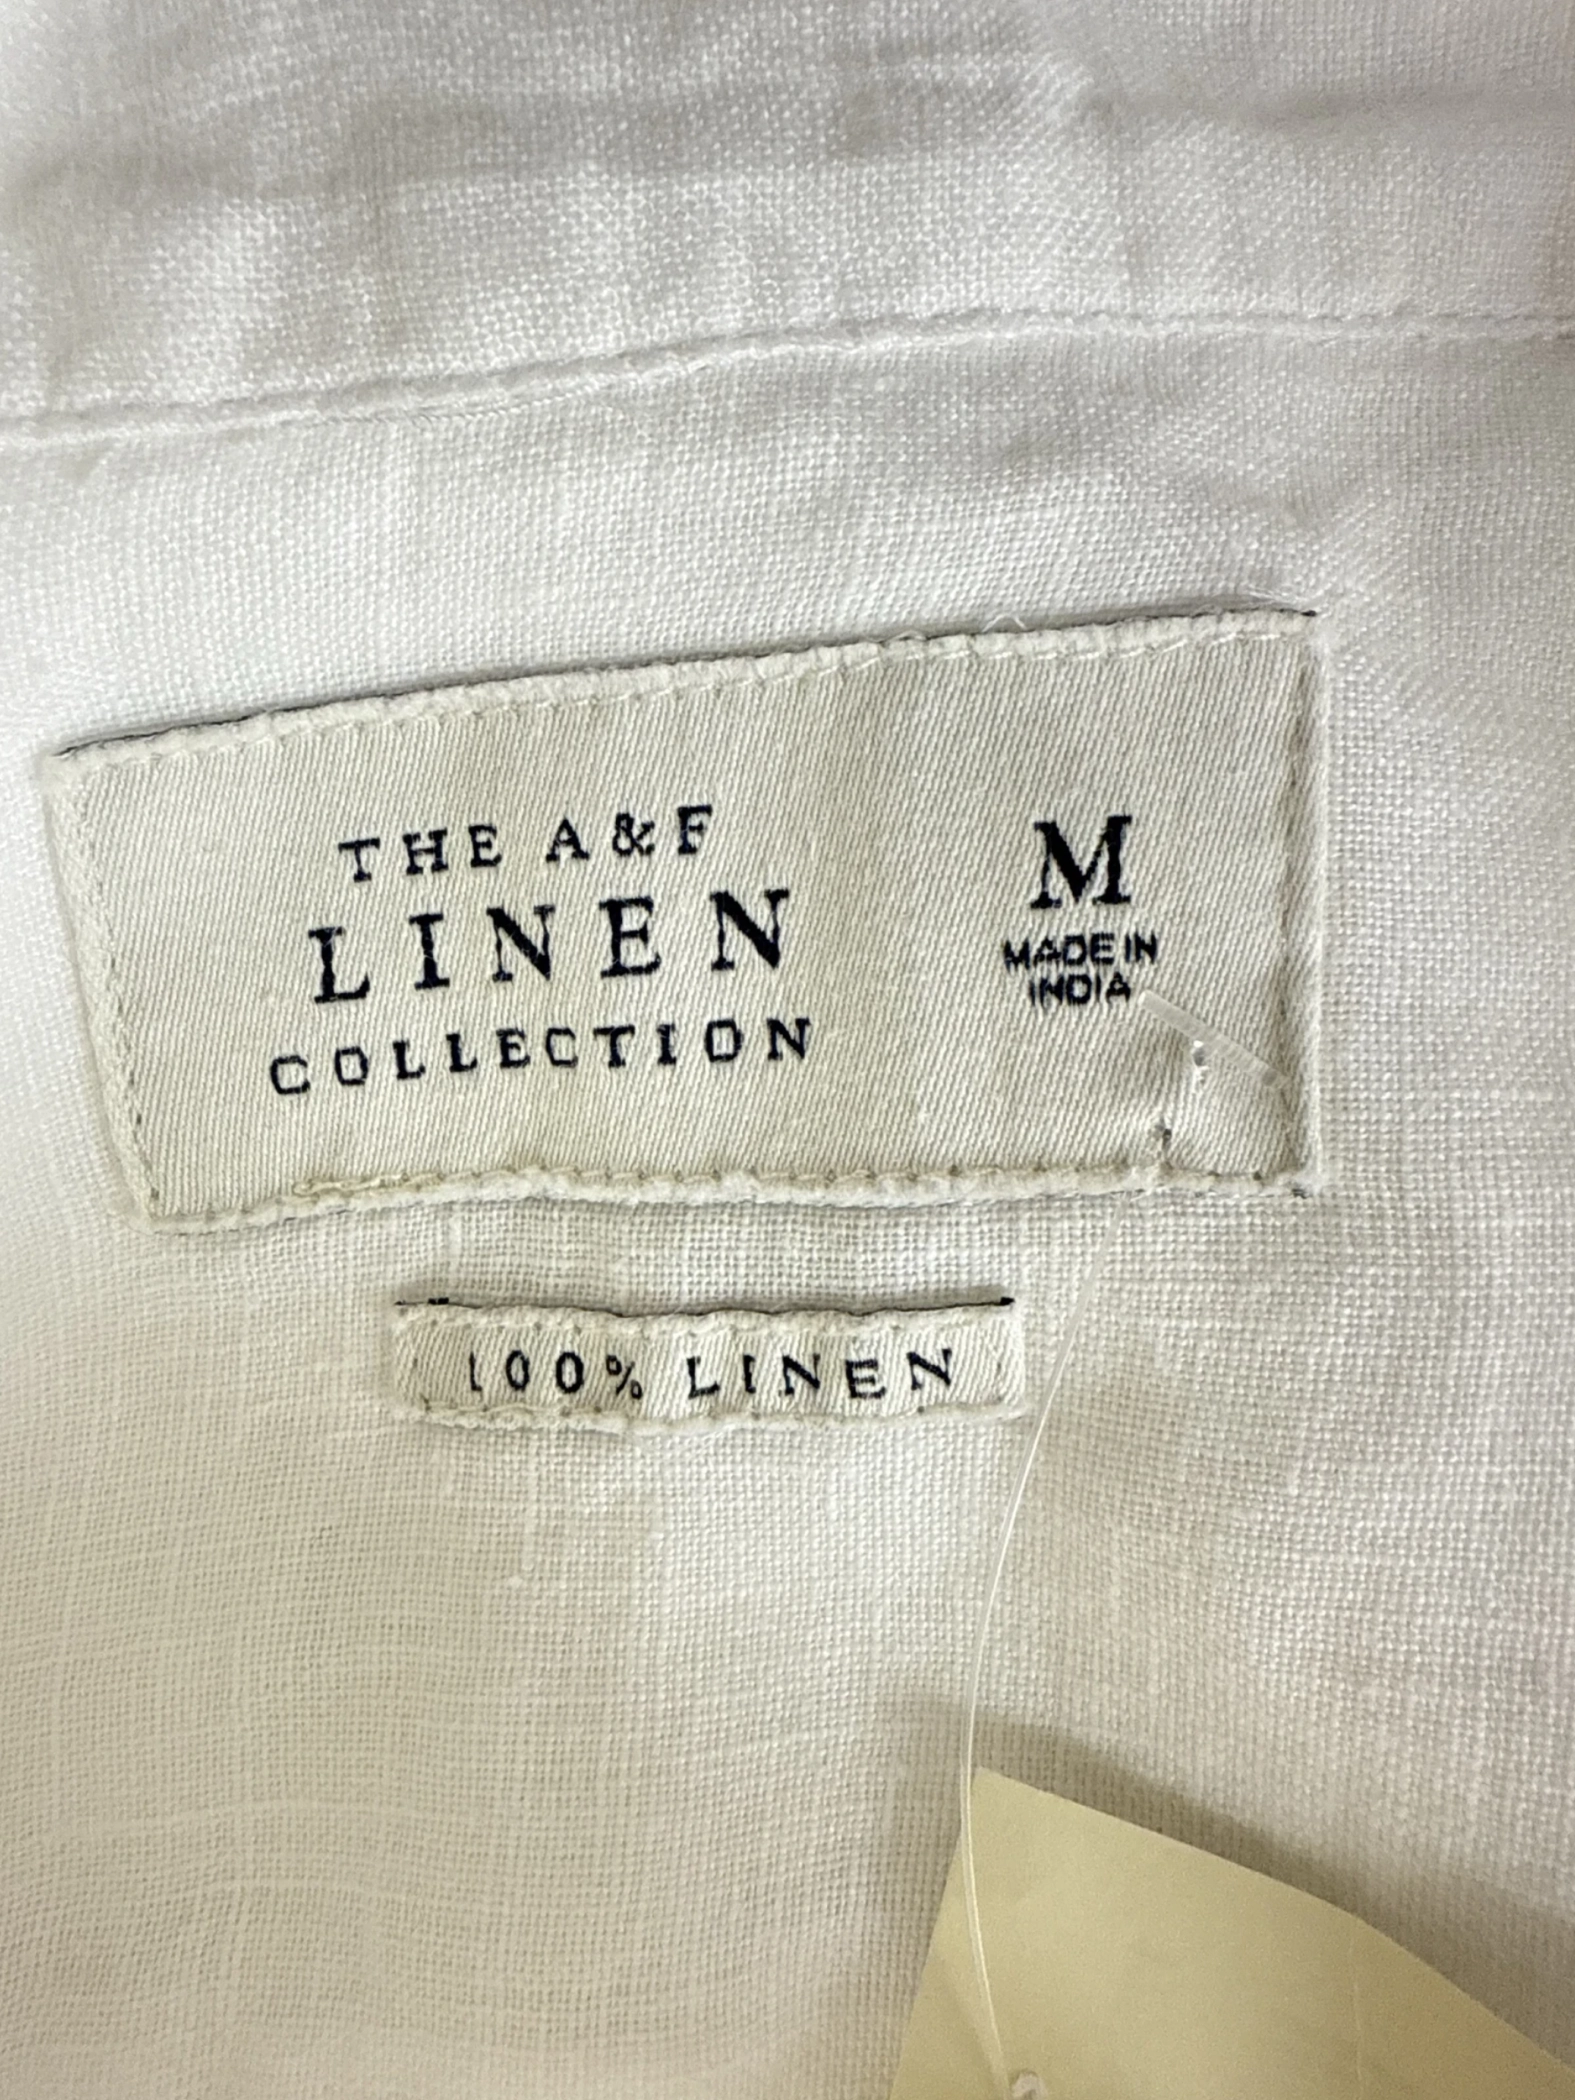 THE A&F
LINEN
COLLECTION
M
MADE IN
INDIA
100% LINEN